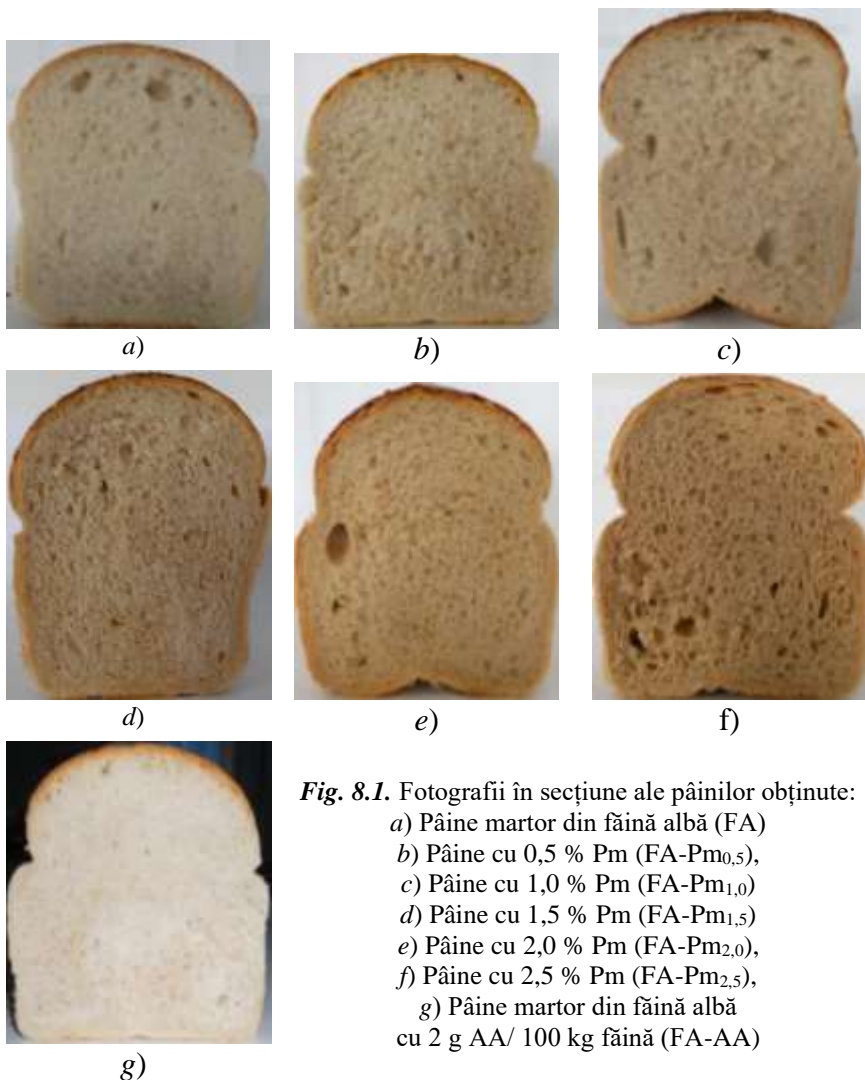 a)
b)
c)
d)
e)
f)
g)
Fig. 8.1. Fotografii în secțiune ale pâinilor obținute:
a) Pâine martor din făină albă (FA)
b) Pâine cu 0,5 % Pm (FA-Pm0,5),
c) Pâine cu 1,0 % Pm (FA-Pm1,0)
d) Pâine cu 1,5 % Pm (FA-Pm1,5)
e) Pâine cu 2,0 % Pm (FA-Pm2,0),
f) Pâine cu 2,5 % Pm (FA-Pm2,5),
g) Pâine martor din făină albă
cu 2 g AA/ 100 kg făină (FA-AA)